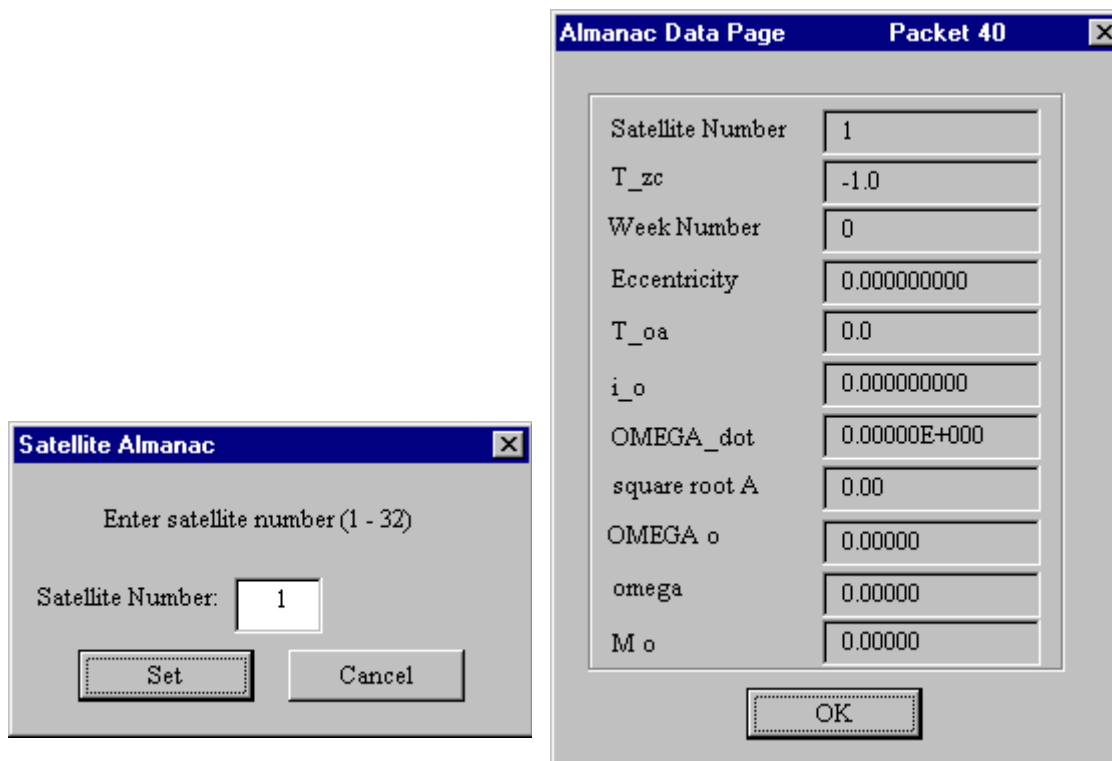 Satellite Almanac
Enter satellite number (1 - 32)
Satellite Number: 1
Set Cancel
Almanac Data Page Packet 40
Satellite Number 1
T_zc -1.0
Week Number 0
Eccentricity 0.000000000
T_oa 0.0
i_o 0.000000000
OMEGA_dot 0.00000E+000
square root A 0.00
OMEGA o 0.00000
omega 0.00000
M o 0.00000
OK